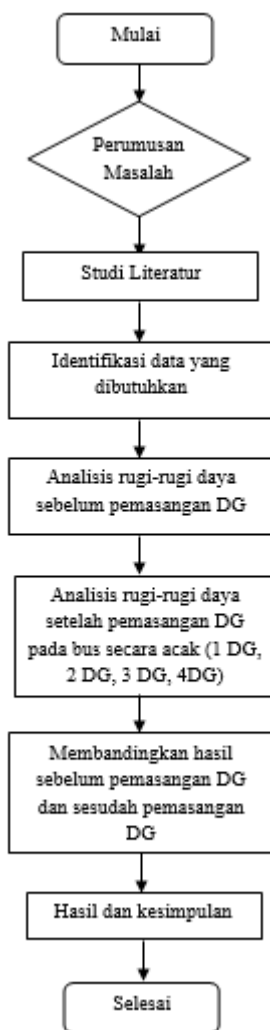 Mulai
Perumusan
Masalah
Studi Literatur
Identifikasi data yang
dibutuhkan
Analisis rugi-rugi daya
sebelum pemasangan DG
Analisis rugi-rugi daya
setelah pemasangan DG
pada bus secara acak (1 DG,
2 DG, 3 DG, 4DG)
Membandingkan hasil
sebelum pemasangan DG
dan sesudah pemasangan
DG
Hasil dan kesimpulan
Selesai